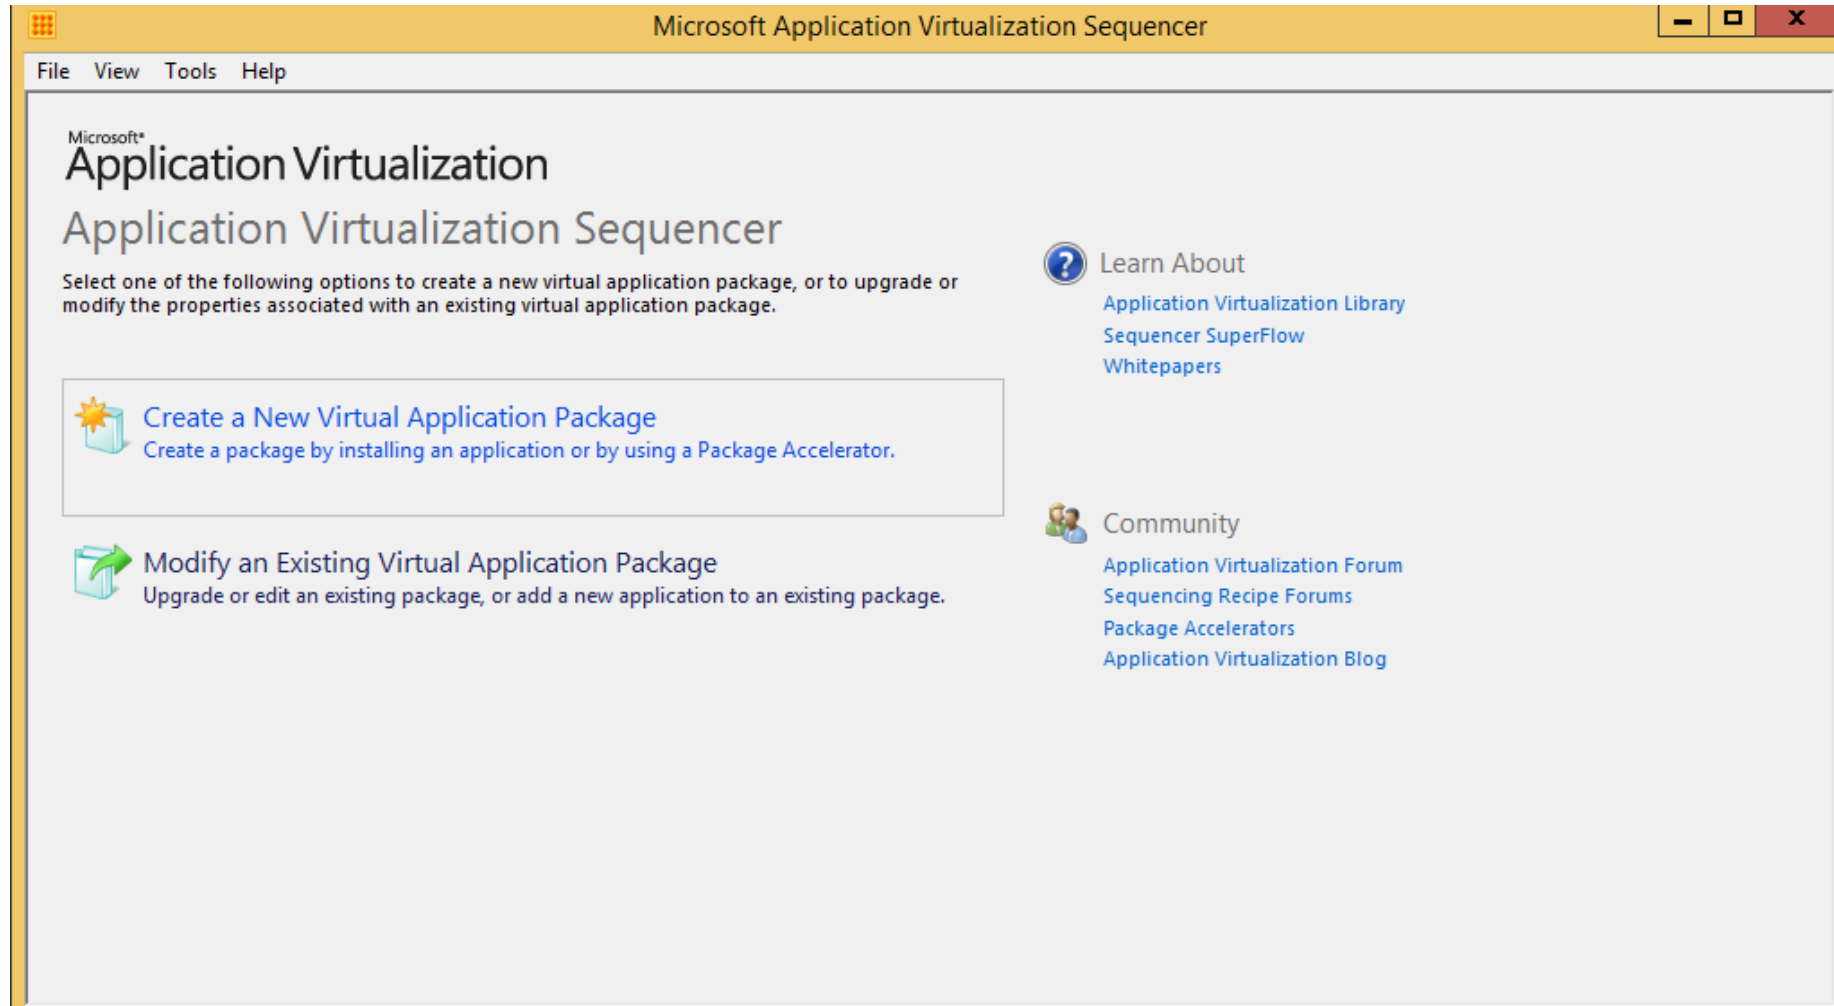 Microsoft Application Virtualization Sequencer
File View Tools Help
Microsoft®
Application Virtualization
Application Virtualization Sequencer
Select one of the following options to create a new virtual application package, or to upgrade or
modify the properties associated with an existing virtual application package.
Create a New Virtual Application Package
Create a package by installing an application or by using a Package Accelerator.
Modify an Existing Virtual Application Package
Upgrade or edit an existing package, or add a new application to an existing package.
Learn About
Application Virtualization Library
Sequencer SuperFlow
Whitepapers
Community
Application Virtualization Forum
Sequencing Recipe Forums
Package Accelerators
Application Virtualization Blog